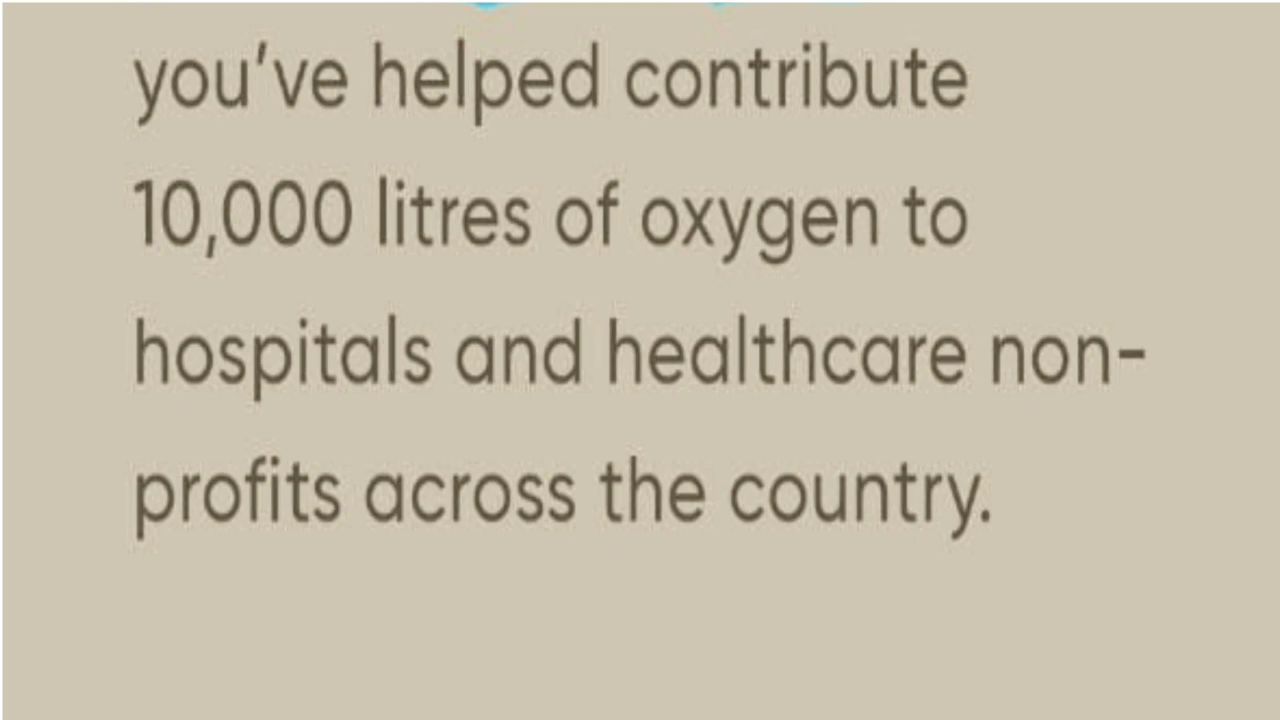 you've helped contribute
10,000 litres of oxygen to
hospitals and healthcare non-
profits across the country.